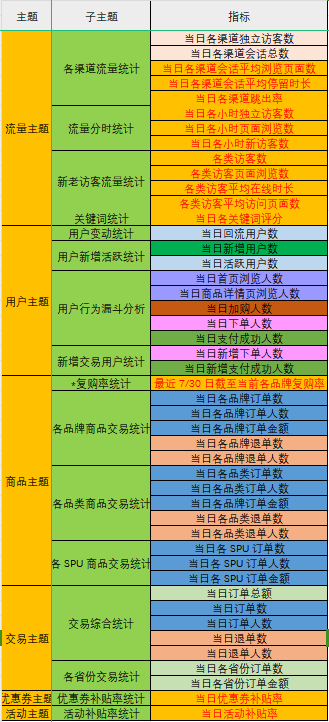 主题 子主题 指标
流量主题 各渠道流量统计 当日各渠道独立访客数
当日各渠道会话总数
当日各渠道会话平均浏览页面数
当日各渠道会话平均停留时长
当日各渠道跳出率
流量分时统计 当日各小时独立访客数
当日各小时页面浏览数
当日各小时新访客数
新老访客流量统计 各类访客数
各类访客页面浏览数
各类访客平均在线时长
各类访客平均访问页面数
关键词统计 当日各关键词评分
用户主题 用户变动统计 当日回流用户数
用户新增活跃统计 当日新增用户数
当日活跃用户数
用户行为漏斗分析 当日首页浏览人数
当日商品详情页浏览人数
当日加购人数
当日下单人数
当日支付成功人数
新增交易用户统计 当日新增下单人数
当日新增支付成功人数
商品主题 *复购率统计 最近 7/30 日截至当前各品牌复购率
各品牌商品交易统计 当日各品牌订单数
当日各品牌订单人数
当日各品牌订单金额
当日各品牌退单数
当日各品牌退单人数
各品类商品交易统计 当日各品类订单数
当日各品类订单人数
当日各品牌订单金额
当日各品类退单数
当日各品类退单人数
各 SPU 商品交易统计 当日各 SPU 订单数
当日各 SPU 订单人数
当日各 SPU 订单金额
交易主题 交易综合统计 当日订单总额
当日订单数
当日订单人数
当日退单数
当日退单人数
各省份交易统计 当日各省份订单数
当日各省份订单金额
优惠券主题 优惠券补贴率统计 当日优惠券补贴率
活动主题 活动补贴率统计 当日活动补贴率